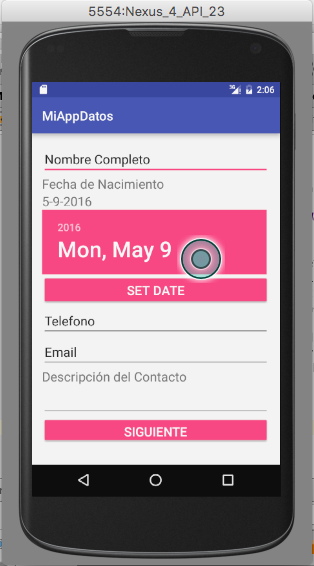 5554:Nexus_4_API_23
3G 2:06
MiAppDatos
Nombre Completo
Fecha de Nacimiento
5-9-2016
2016
Mon, May 9
SET DATE
Telefono
Email
Descripción del Contacto
SIGUIENTE